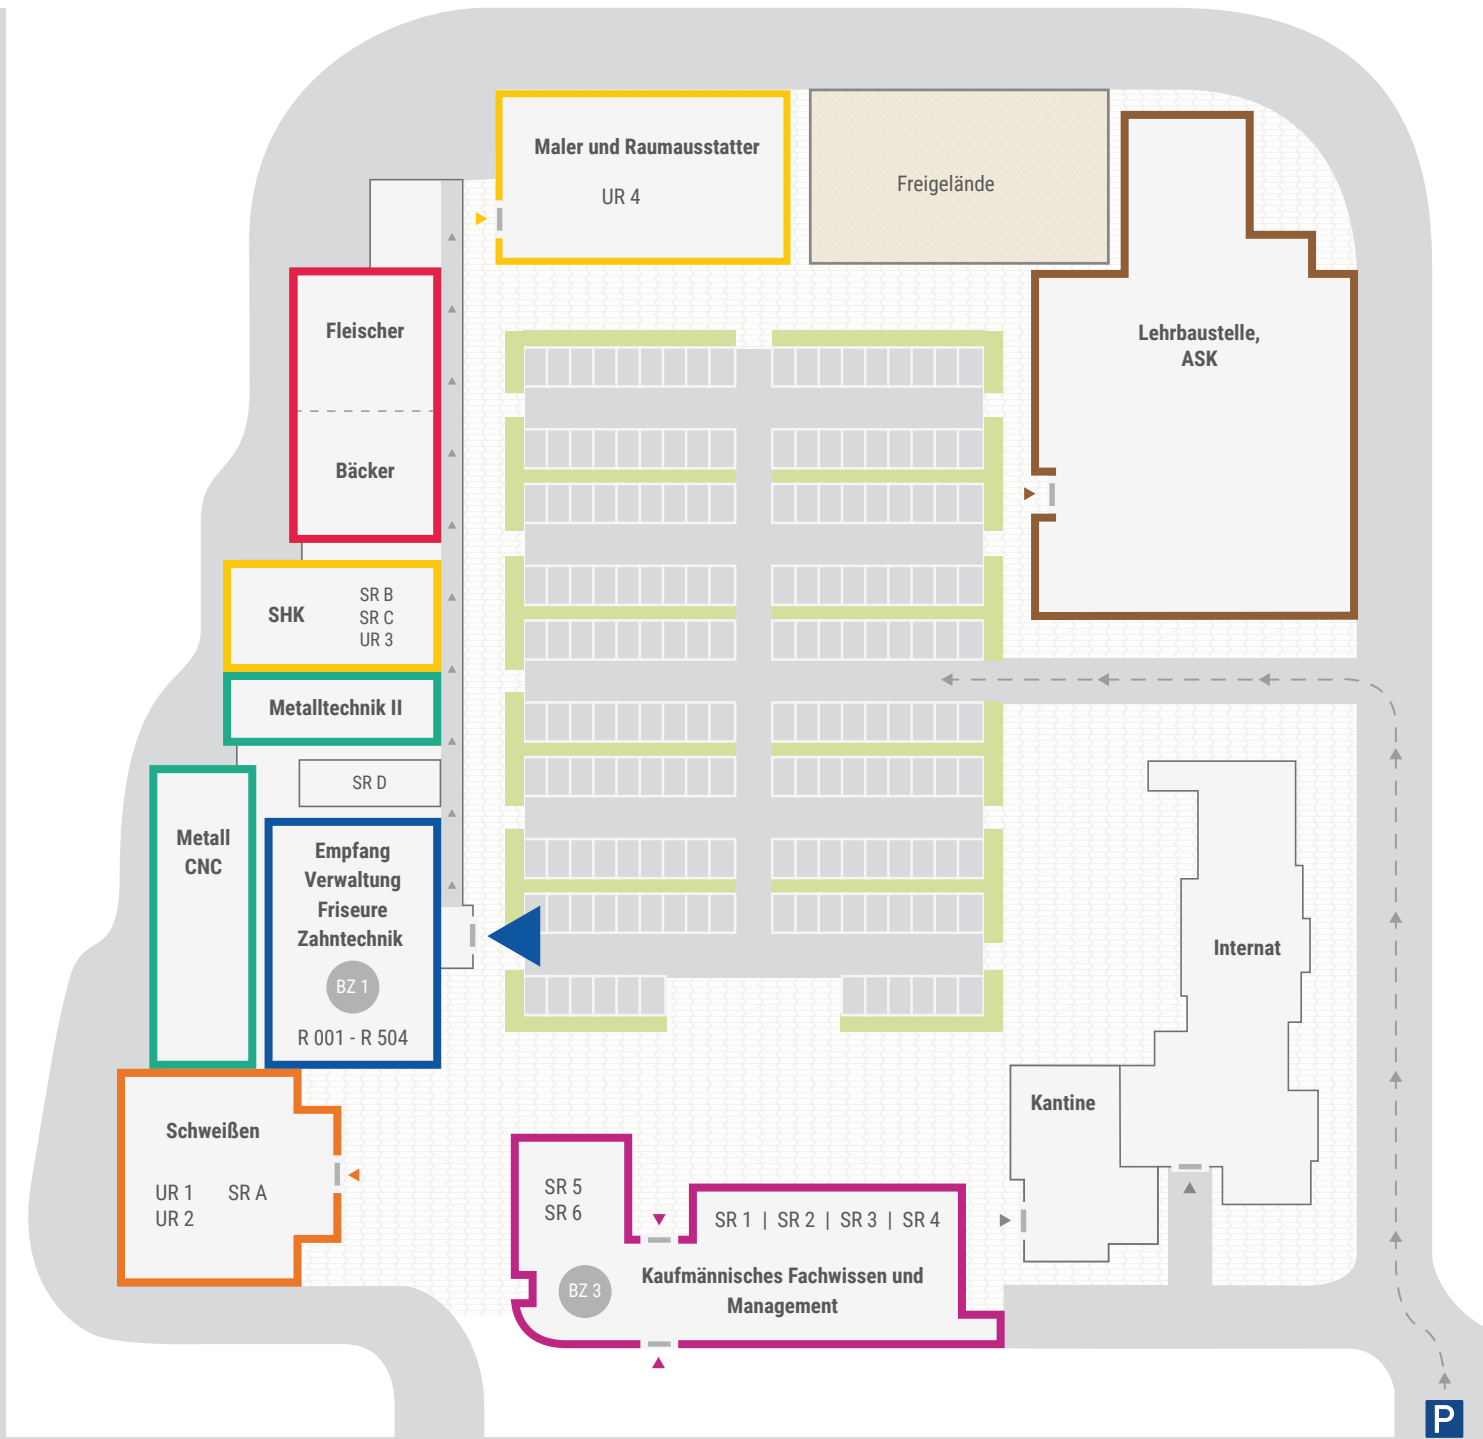 Maler und Raumausstatter
UR 4
Freigelände
Lehrbaustelle,
ASK
Fleischer
Bäcker
SHK
SR B
SR C
UR 3
Metalltechnik II
SR D
Metall
CNC
Empfang
Verwaltung
Friseure
Zahntechnik
BZ 1
R 001 - R 504
Internat
Kantine
Schweißen
UR 1 SR A
UR 2
SR 5
SR 6
SR 1 | SR 2 | SR 3 | SR 4
Kaufmännisches Fachwissen und
Management
BZ 3
P